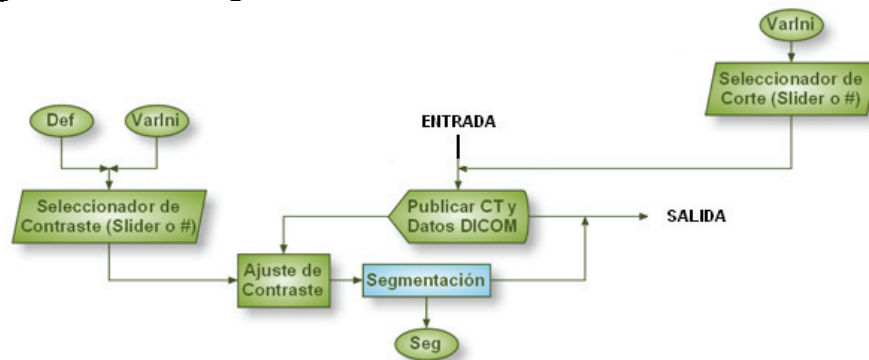 VarIni
Seleccionador de
Corte (Slider o #)
Def
VarIni
ENTRADA
Seleccionador de
Contraste (Slider o #)
Publicar CT y
Datos DICOM
SALIDA
Ajuste de
Contraste
Segmentación
Seg